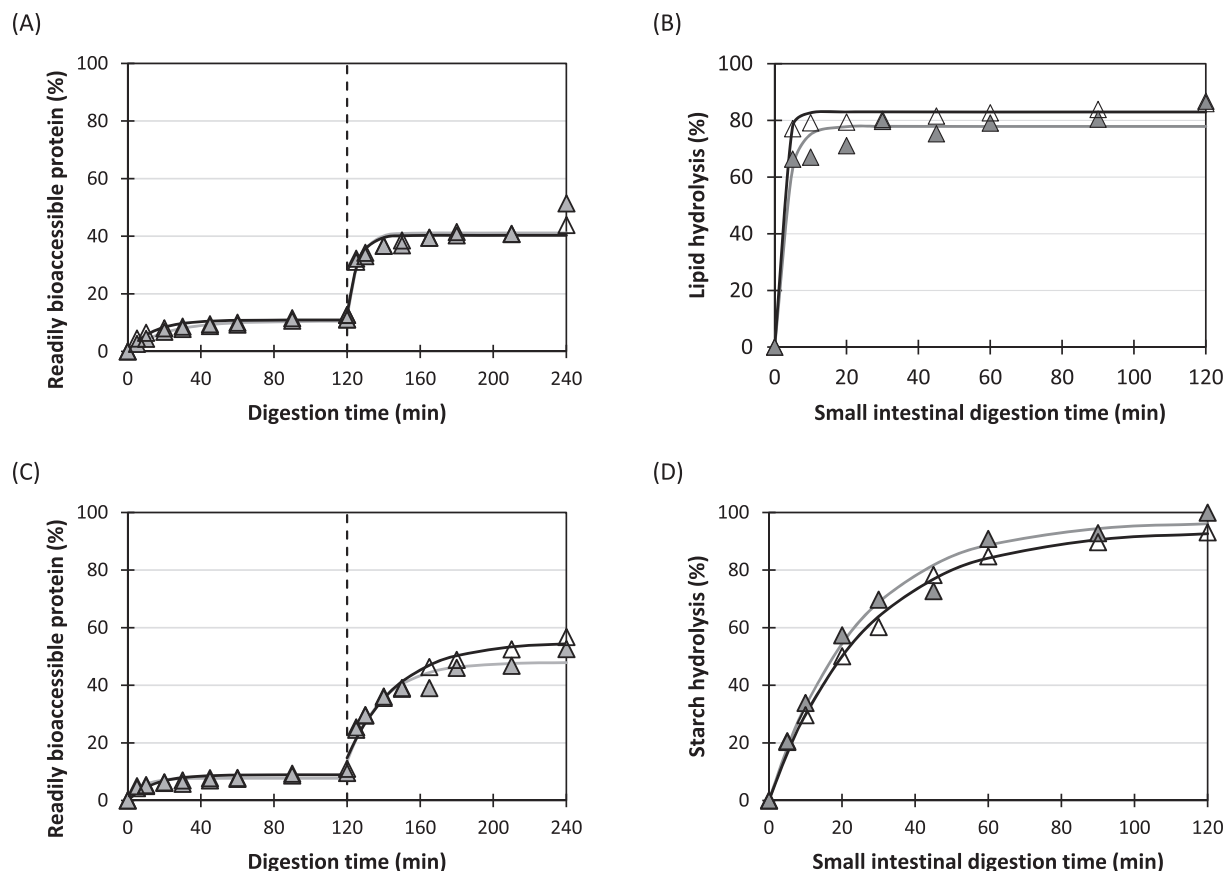 (A)
Readily bioaccessible protein (%)
100
80
60
40
20
0
0 40 80 120 160 200 240
Digestion time (min)
(B)
Lipid hydrolysis (%)
100
80
60
40
20
0
0 20 40 60 80 100 120
Small intestinal digestion time (min)
(C)
Readily bioaccessible protein (%)
100
80
60
40
20
0
0 40 80 120 160 200 240
Digestion time (min)
(D)
Starch hydrolysis (%)
100
80
60
40
20
0
0 20 40 60 80 100 120
Small intestinal digestion time (min)